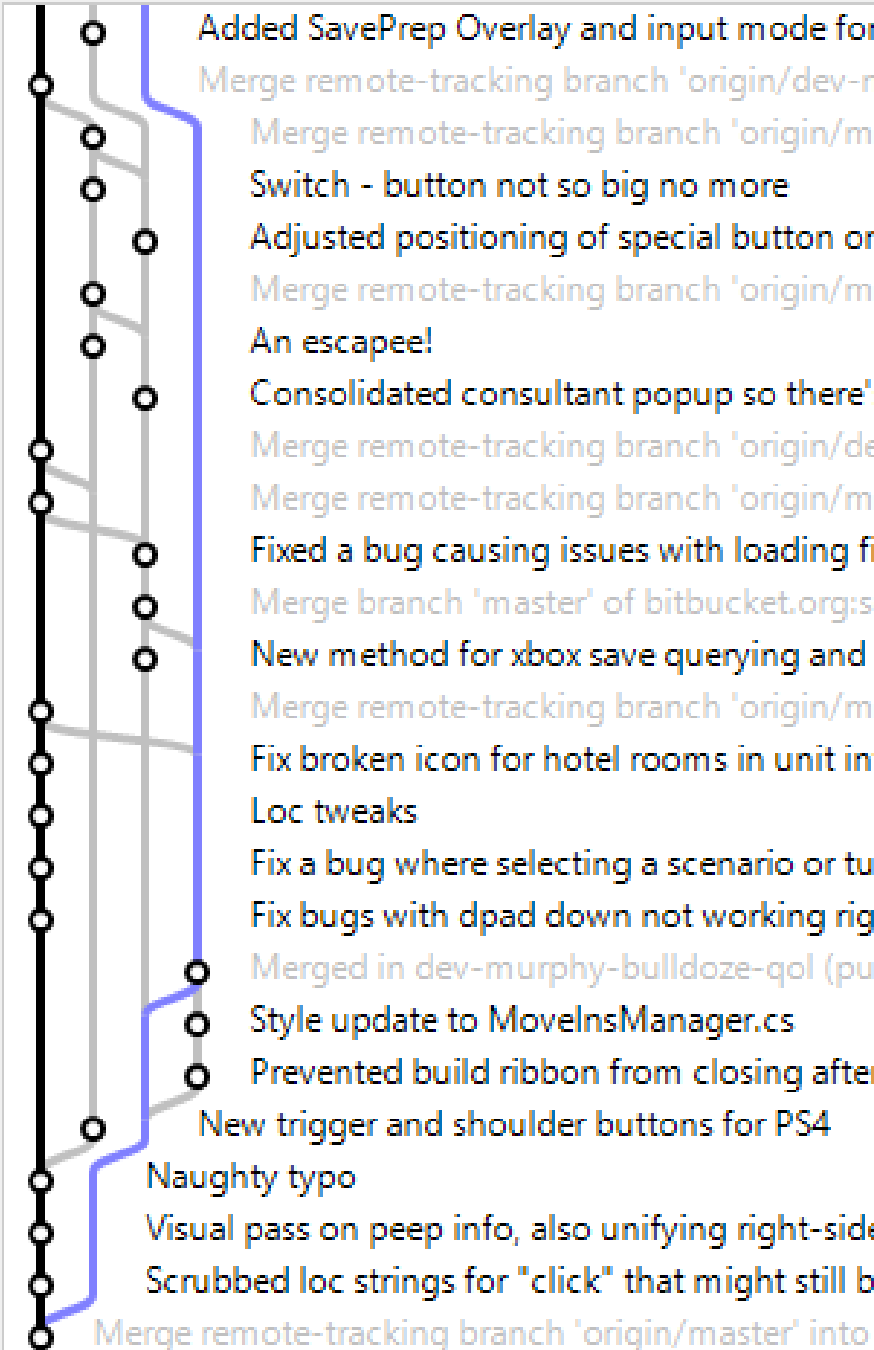 Added SavePrep Overlay and input mode for
Merge remote-tracking branch 'origin/dev-r
Merge remote-tracking branch 'origin/m
Switch - button not so big no more
Adjusted positioning of special button or
Merge remote-tracking branch 'origin/m
An escapee!
Consolidated consultant popup so there'
Merge remote-tracking branch 'origin/de
Merge remote-tracking branch 'origin/m
Fixed a bug causing issues with loading fi
Merge branch 'master' of bitbucket.org:s
New method for xbox save querying and
Merge remote-tracking branch 'origin/m
Fix broken icon for hotel rooms in unit in
Loc tweaks
Fix a bug where selecting a scenario or tu
Fix bugs with dpad down not working rig
Merged in dev-murphy-bulldoze-qol (pu
Style update to MoveInsManager.cs
Prevented build ribbon from closing after
New trigger and shoulder buttons for PS4
Naughty typo
Visual pass on peep info, also unifying right-side
Scrubbed loc strings for "click" that might still b
Merge remote-tracking branch 'origin/master' into